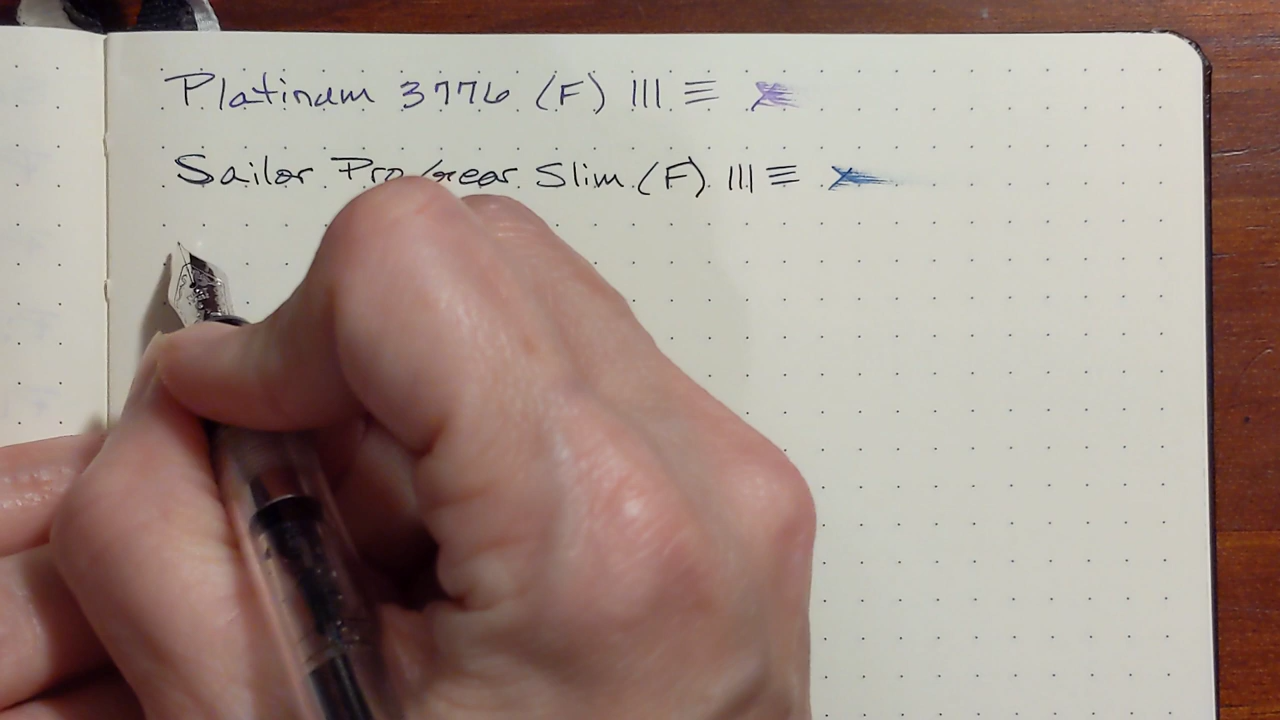 Platinum 3776 (F) ||| ≡
Sailor Pro Gear Slim (F) ||| ≡